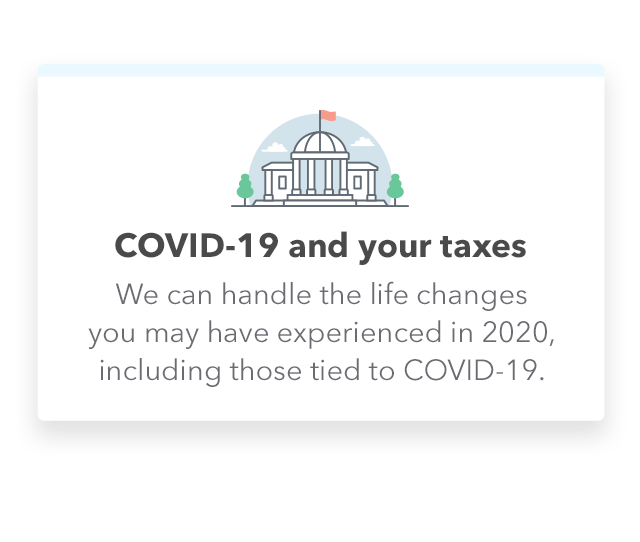 COVID-19 and your taxes
We can handle the life changes
you may have experienced in 2020,
including those tied to COVID-19.